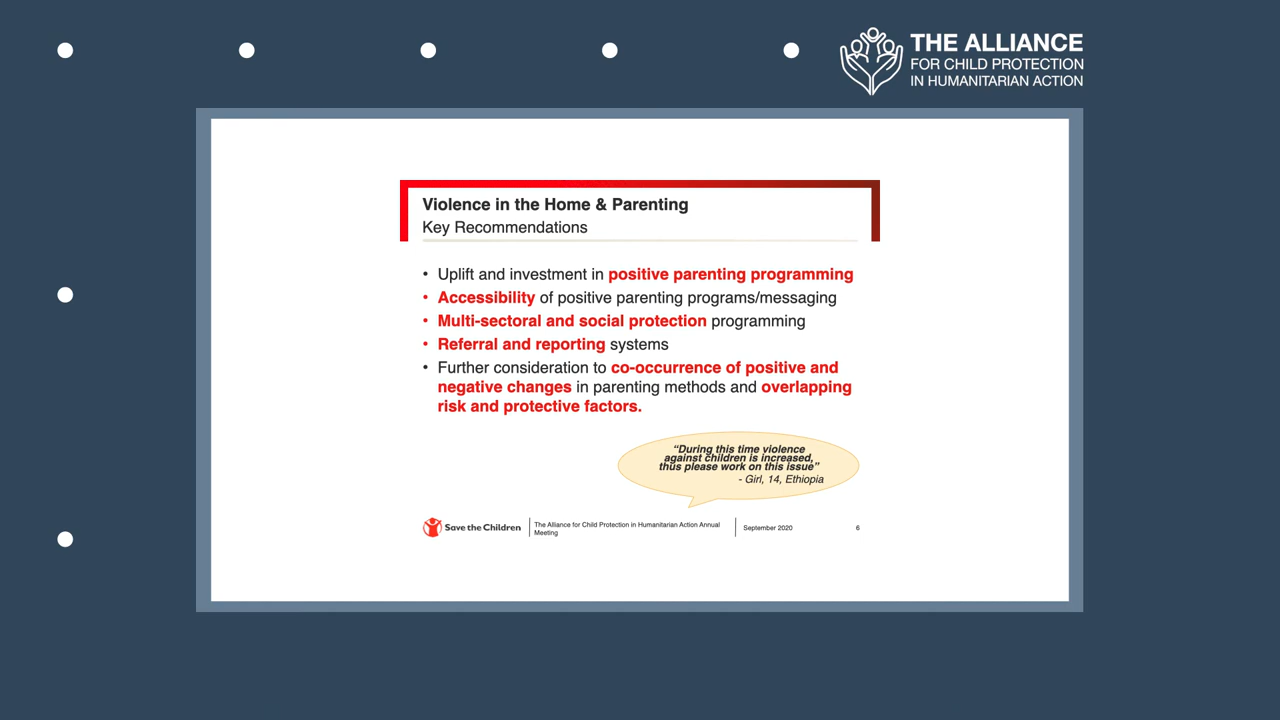 THE ALLIANCE
FOR CHILD PROTECTION
IN HUMANITARIAN ACTION
Violence in the Home & Parenting
Key Recommendations
• Uplift and investment in positive parenting programming
• Accessibility of positive parenting programs/messaging
• Multi-sectoral and social protection programming
• Referral and reporting systems
• Further consideration to co-occurrence of positive and
negative changes in parenting methods and overlapping
risk and protective factors.
“During this time violence
against children is increased,
thus please work on this issue”
- Girl, 14, Ethiopia
Save the Children
The Alliance for Child Protection in Humanitarian Action Annual
Meeting
September 2020
6